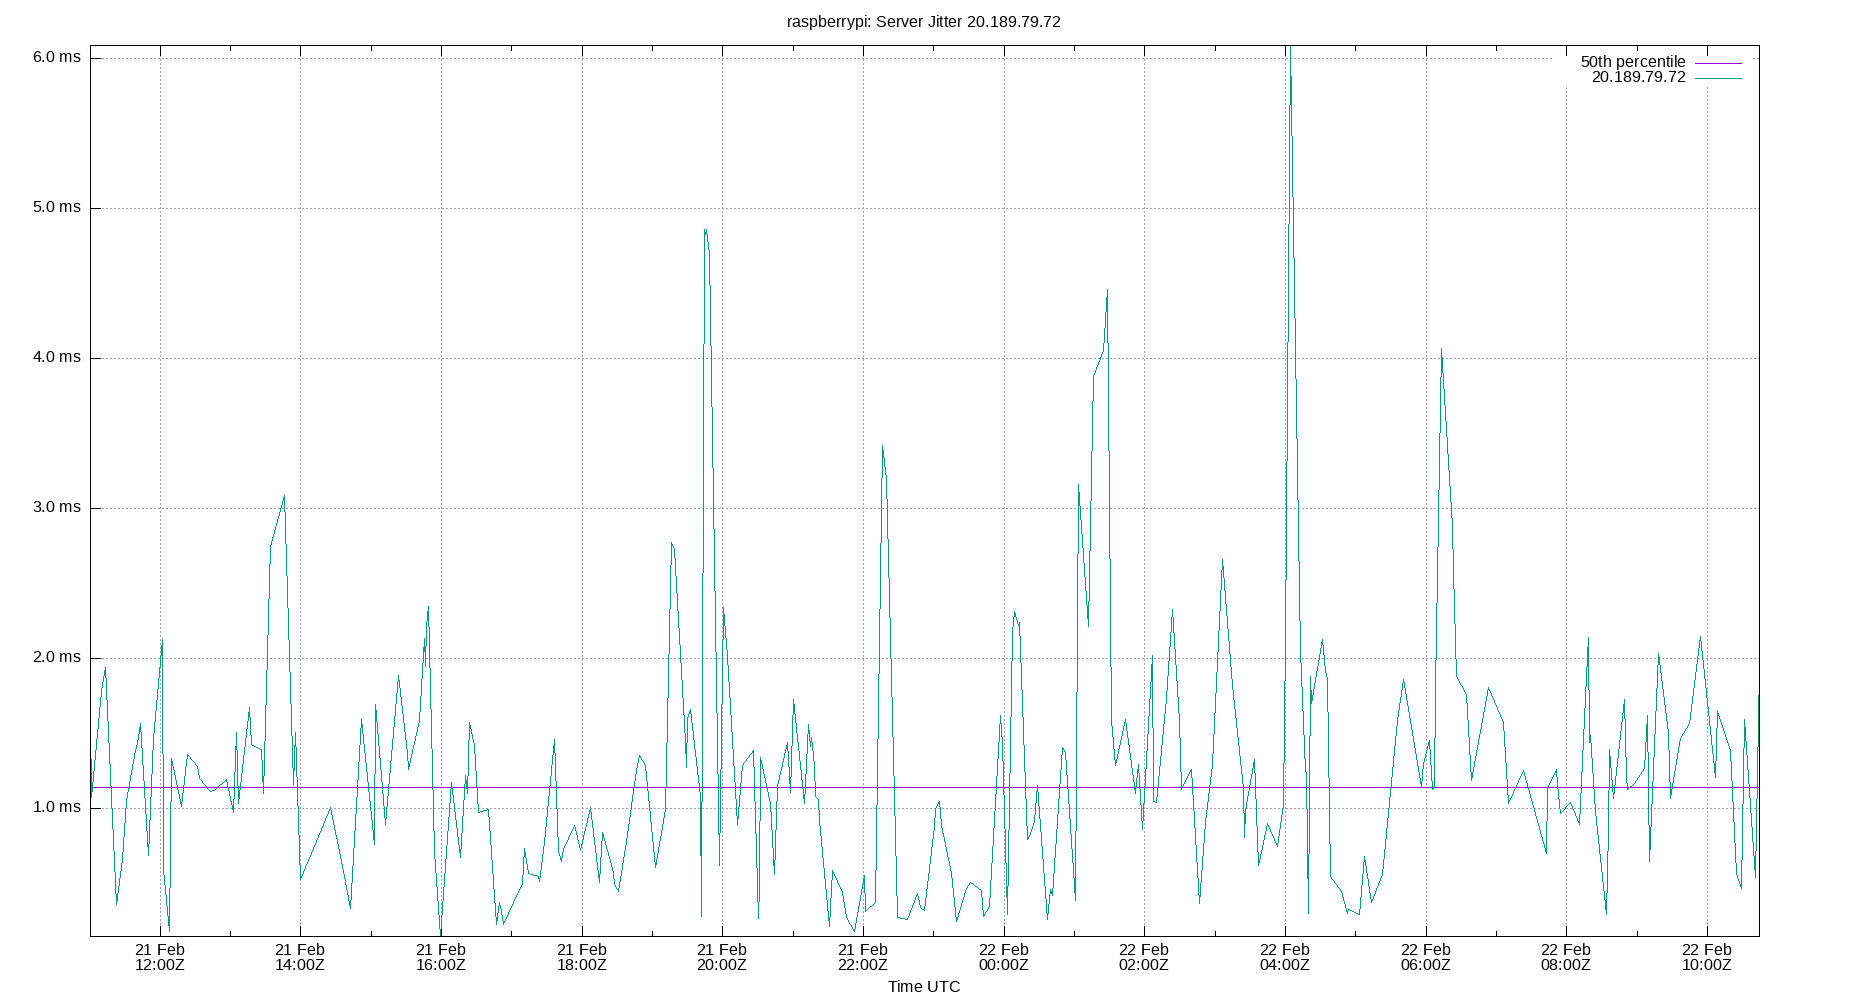 raspberrypi: Server Jitter 20.189.79.72
6.0 ms
50th percentile
20.189.79.72
5.0 ms
4.0 ms
3.0 ms
2.0 ms
1.0 ms
21 Feb 21 Feb 21 Feb 21 Feb 21 Feb 21 Feb 22 Feb 22 Feb 22 Feb 22 Feb 22 Feb 22 Feb
12:00Z 14:00Z 16:00Z 18:00Z 20:00Z 22:00Z 00:00Z 02:00Z 04:00Z 06:00Z 08:00Z 10:00Z
Time UTC